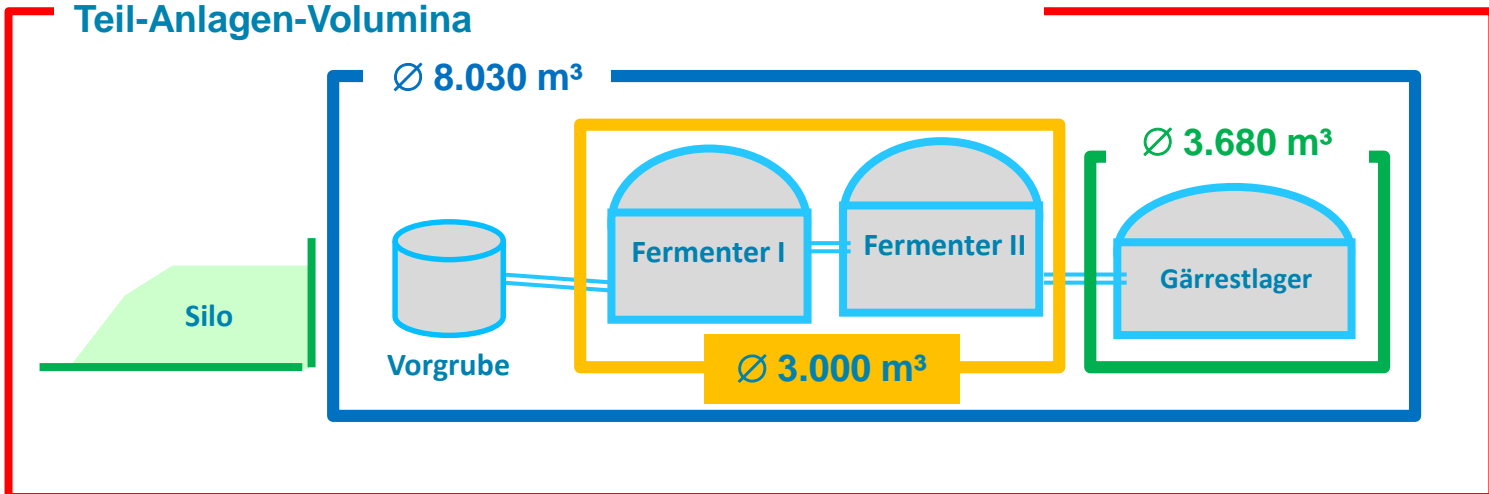 Teil-Anlagen-Volumina
∅ 8.030 m³
∅ 3.680 m³
Fermenter I
Fermenter II
Gärrestlager
Silo
Vorgrube
∅ 3.000 m³